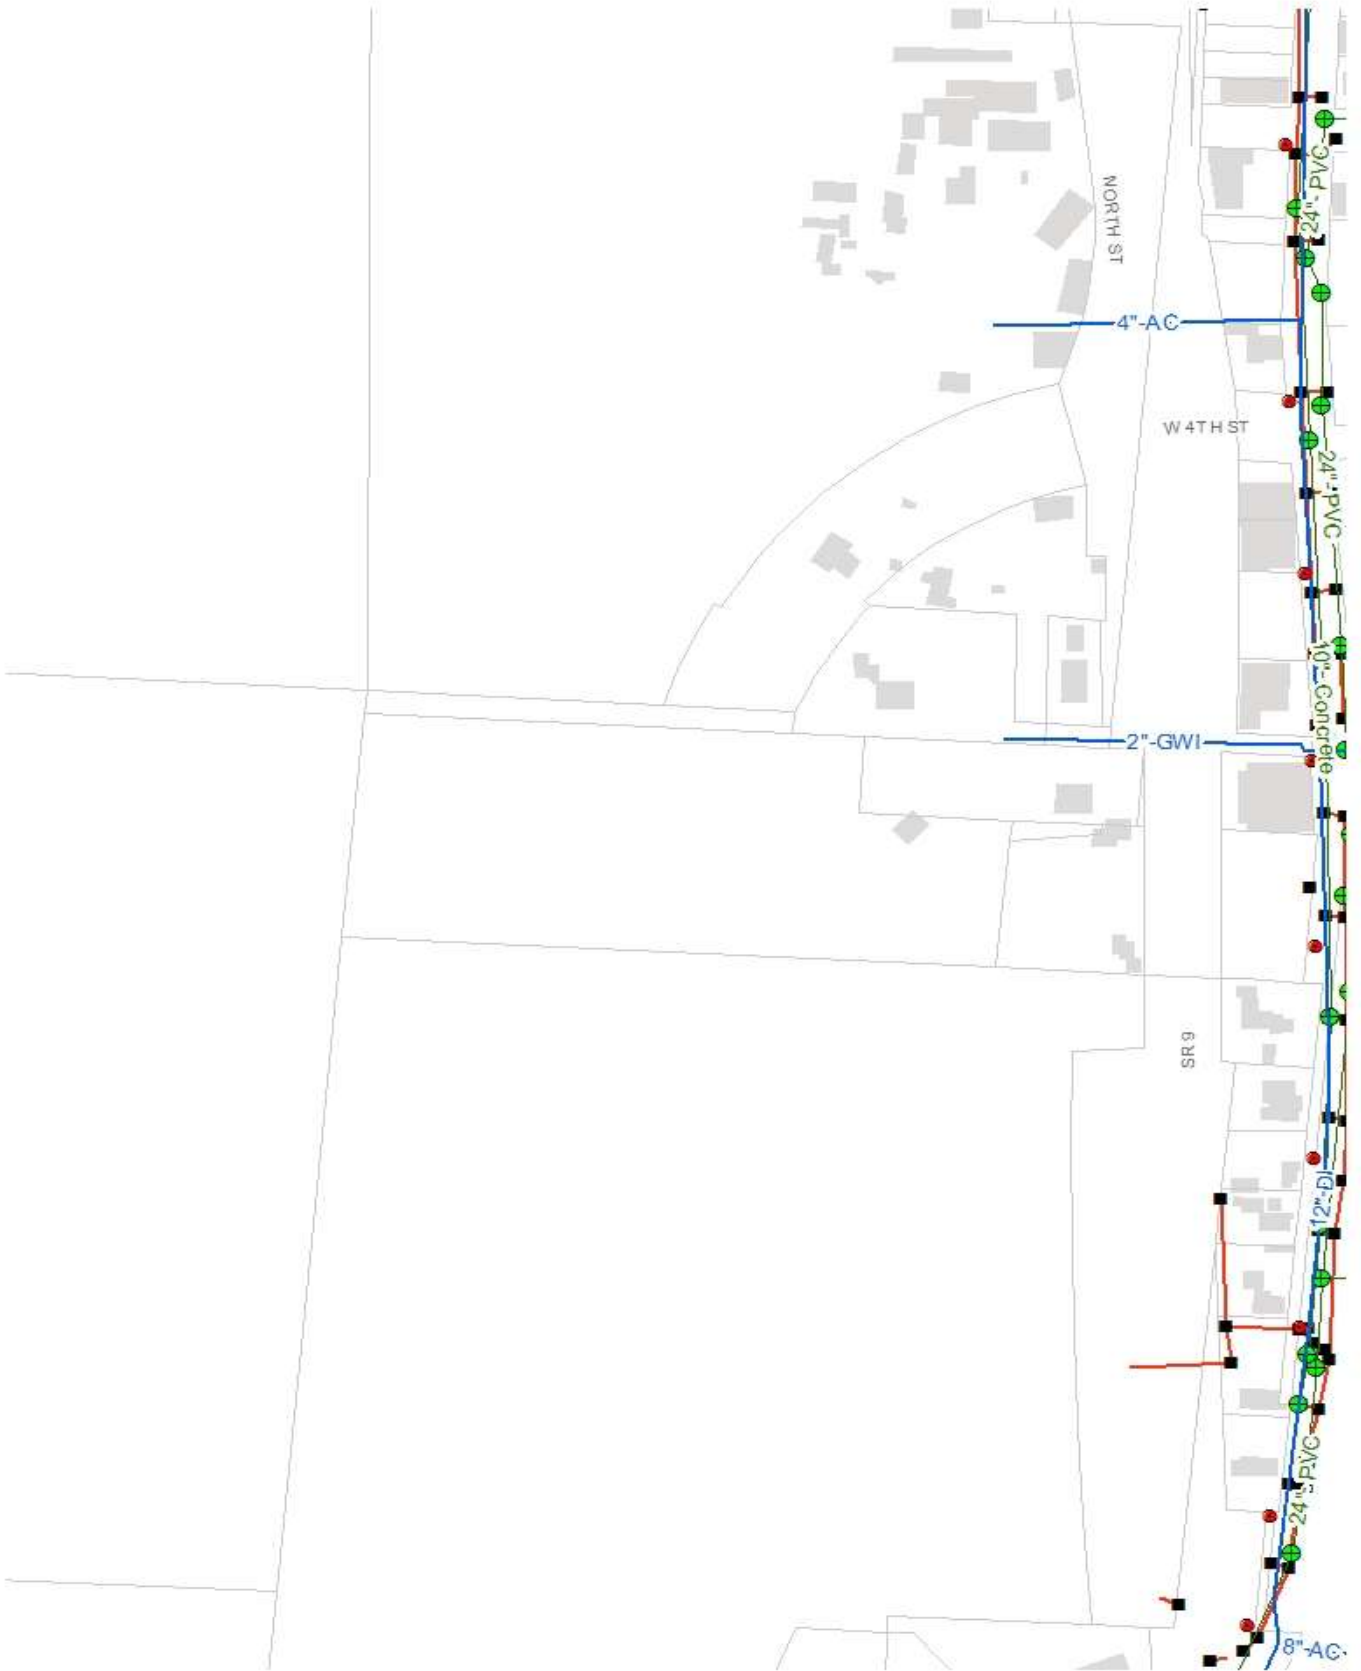 24"- PVC
NORTH ST
4"-AC
W 4TH ST
24"-PVC
10"- Concrete
2"-GWI
SR 9
12"-DI
24"-PVC
8"-AC